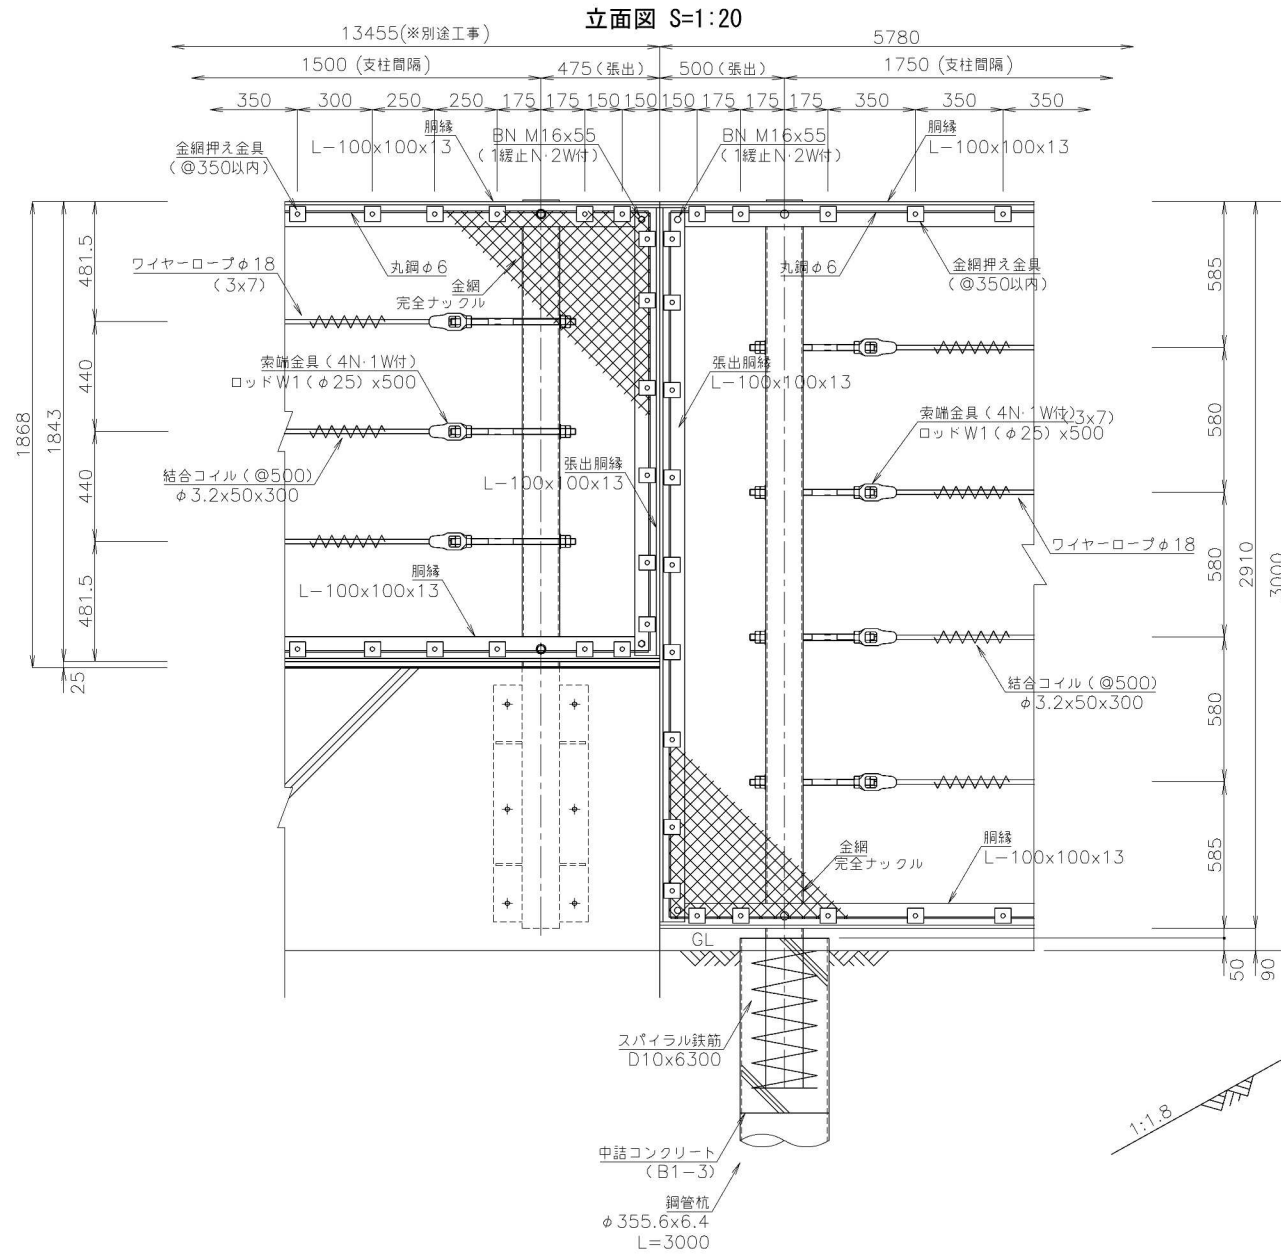 立面図 S=1:20
13455(※別途工事)
5780
1500 (支柱間隔)
475 (張出)
500 (張出)
1750 (支柱間隔)
350
300
250
250
175
175
150
150
150
175
175
175
350
350
350
胴縁
L-100x100x13
BN M16x55
(1緩止N·2W付)
BN M16x55
(1緩止N·2W付)
胴縁
L-100x100x13
金網押え金具
(@350以内)
丸鋼φ6
丸鋼φ6
金網押え金具
(@350以内)
ワイヤーロープφ18
(3x7)
金網
完全ナックル
索端金具 (4N·1W付)
ロッドW1(φ25) x500
張出胴縁
L-100x100x13
索端金具 (4N·1W付)
(3x7)
ロッドW1(φ25) x500
結合コイル(@500)
φ3.2x50x300
張出胴縁
L-100x100x13
ワイヤーロープφ18
胴縁
L-100x100x13
結合コイル(@500)
φ3.2x50x300
金網
完全ナックル
胴縁
L-100x100x13
1868
1843
481.5
440
440
481.5
25
585
580
580
580
585
2910
3000
50
90
GL
スパイラル鉄筋
D10x6300
中詰コンクリート
(B1-3)
鋼管杭
φ355.6x6.4
L=3000
1:1.8